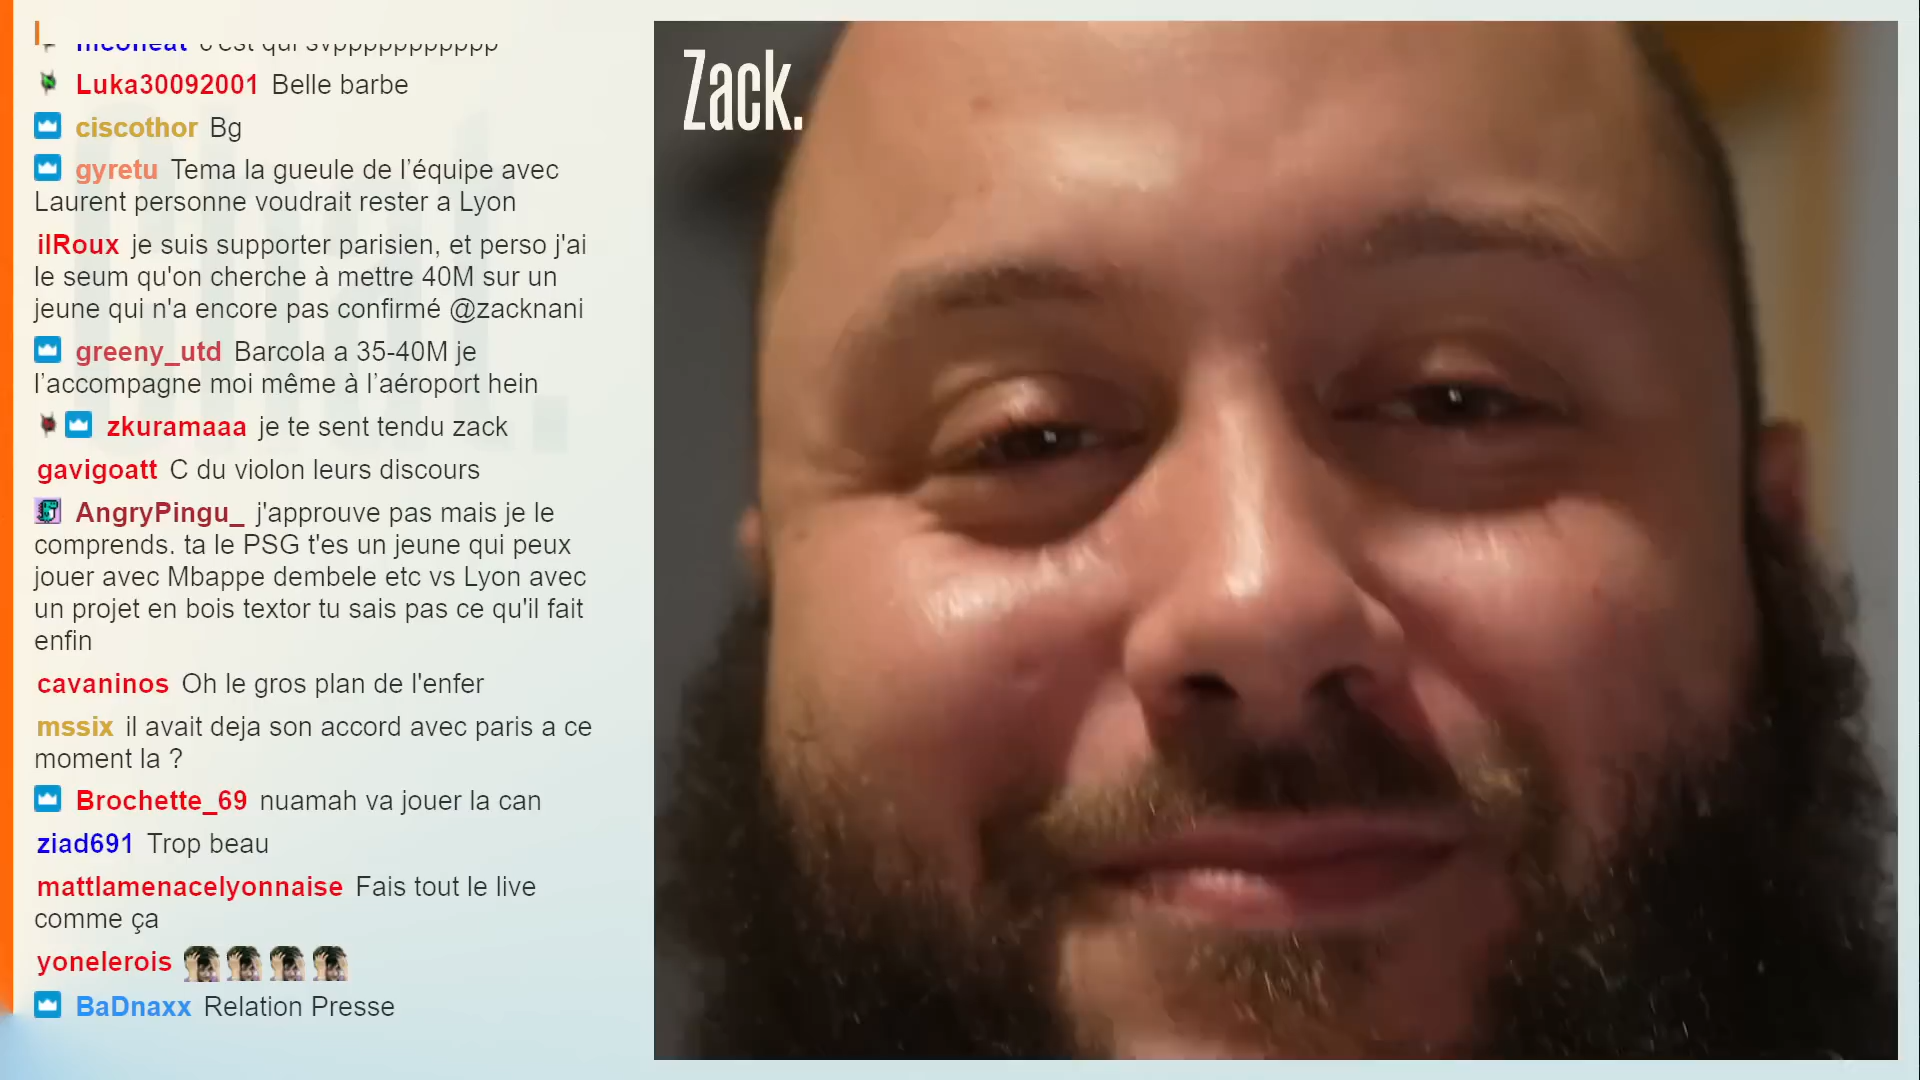 c'est qui svppppppppppp
Luka30092001 Belle barbe
ciscothor Bg
gyretu Tema la gueule de l’équipe avec
Laurent personne voudrait rester a Lyon
ilRoux je suis supporter parisien, et perso j'ai
le seum qu'on cherche à mettre 40M sur un
jeune qui n'a encore pas confirmé @zacknani
greeny_utd Barcola a 35-40M je
l’accompagne moi même à l’aéroport hein
zkuramaaa je te sent tendu zack
gavigoatt C du violon leurs discours
AngryPingu_ j'approuve pas mais je le
comprends. ta le PSG t'es un jeune qui peux
jouer avec Mbappe dembele etc vs Lyon avec
un projet en bois textor tu sais pas ce qu'il fait
enfin
cavaninos Oh le gros plan de l'enfer
mssix il avait deja son accord avec paris a ce
moment la ?
Brochette_69 nuamah va jouer la can
ziad691 Trop beau
mattlamenacelyonnaise Fais tout le live
comme ça
yonelerois
BaDnaxx Relation Presse
Zack.